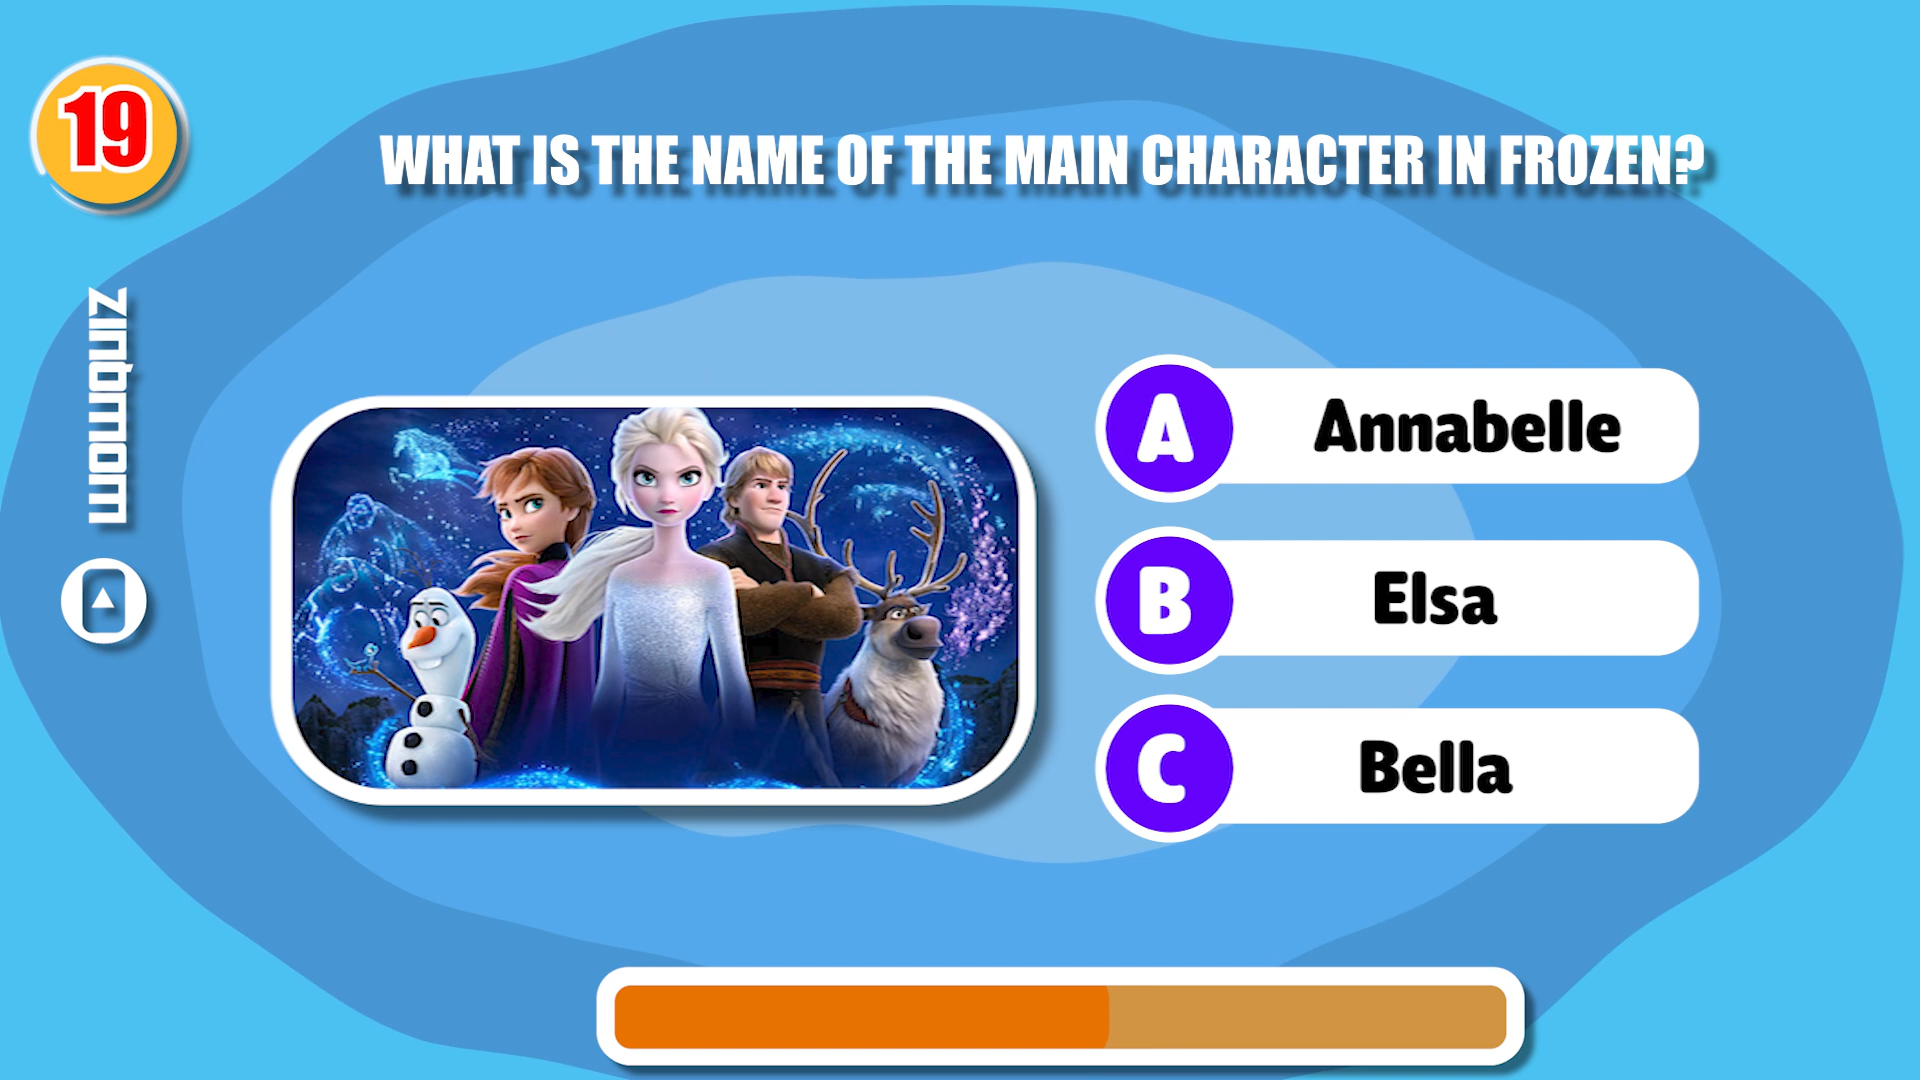 19
WHAT IS THE NAME OF THE MAIN CHARACTER IN FROZEN?
zinbmom
A Annabelle
B Elsa
C Bella